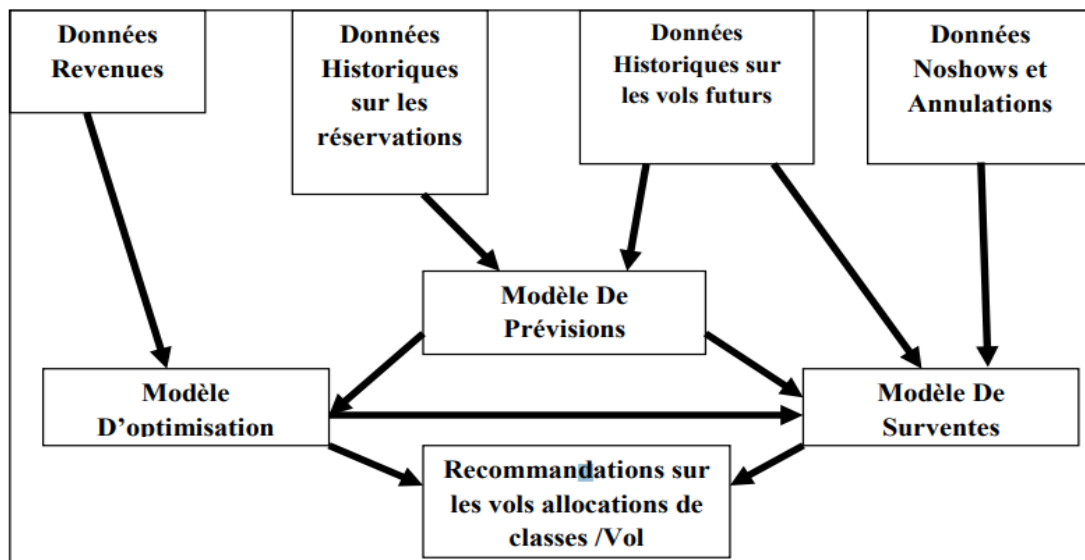 Données
Revenues
Données
Historiques
sur les
réservations
Données
Historiques sur
les vols futurs
Données
Noshows et
Annulations
Modèle De
Prévisions
Modèle
D’optimisation
Modèle De
Surventes
Recommandations sur
les vols allocations de
classes /Vol